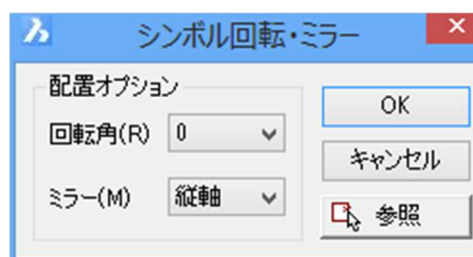 シンボル回転・ミラー
配置オプション
回転角(R) 0
ミラー(M) 縦軸
OK
キャンセル
参照